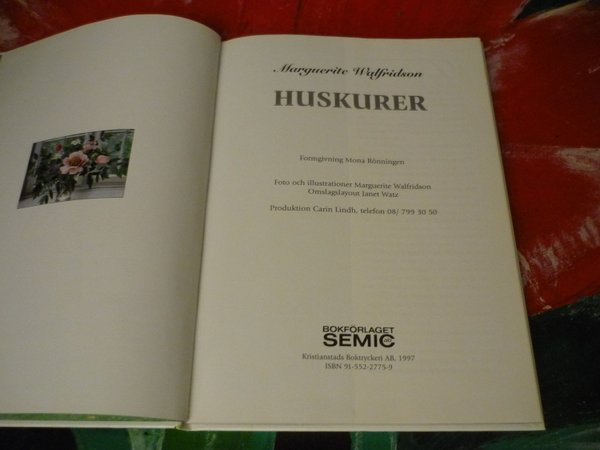 Marguerite Walfridson
HUSKURER
Formgivning Mona Rönningen
Foto och illustrationer Marguerite Walfridson
Omslagslayout Janet Watz
Produktion Carin Lindh, telefon 08/ 799 30 50
BOKFÖRLAGET
SEMIC
Kristianstads Boktryckeri AB, 1997
ISBN 91-552-2775-9